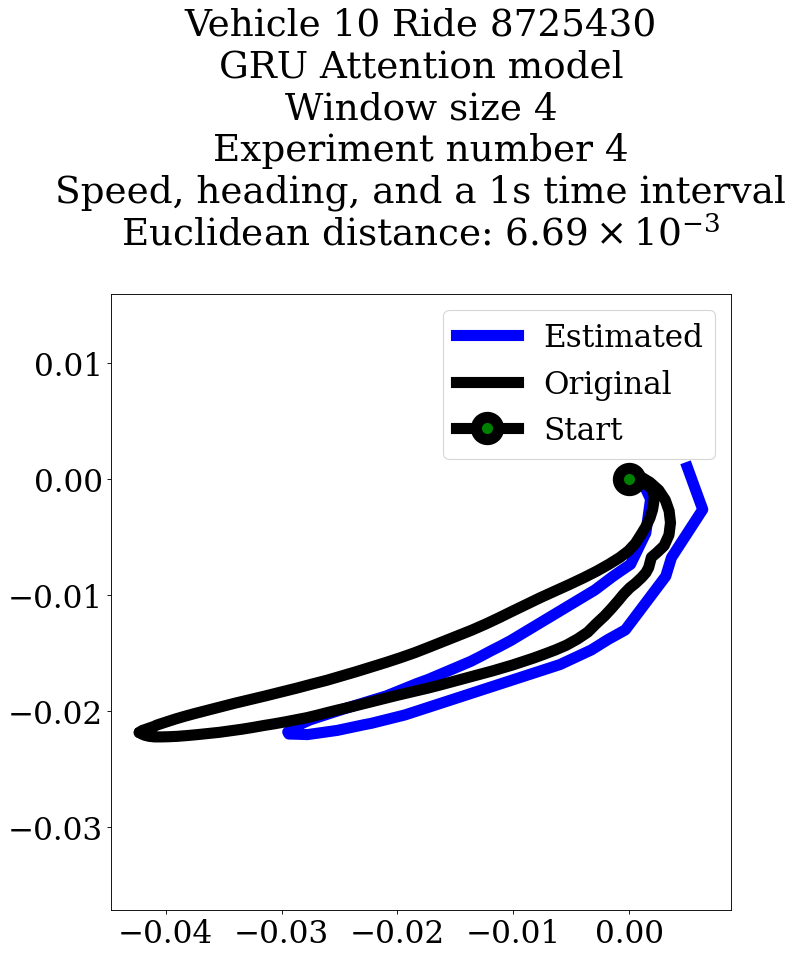 Vehicle 10 Ride 8725430
GRU Attention model
Window size 4
Experiment number 4
Speed, heading, and a 1s time interval
Euclidean distance: 6.69 × 10⁻³
Estimated
Original
Start
0.01
0.00
−0.01
−0.02
−0.03
−0.04 −0.03 −0.02 −0.01 0.00